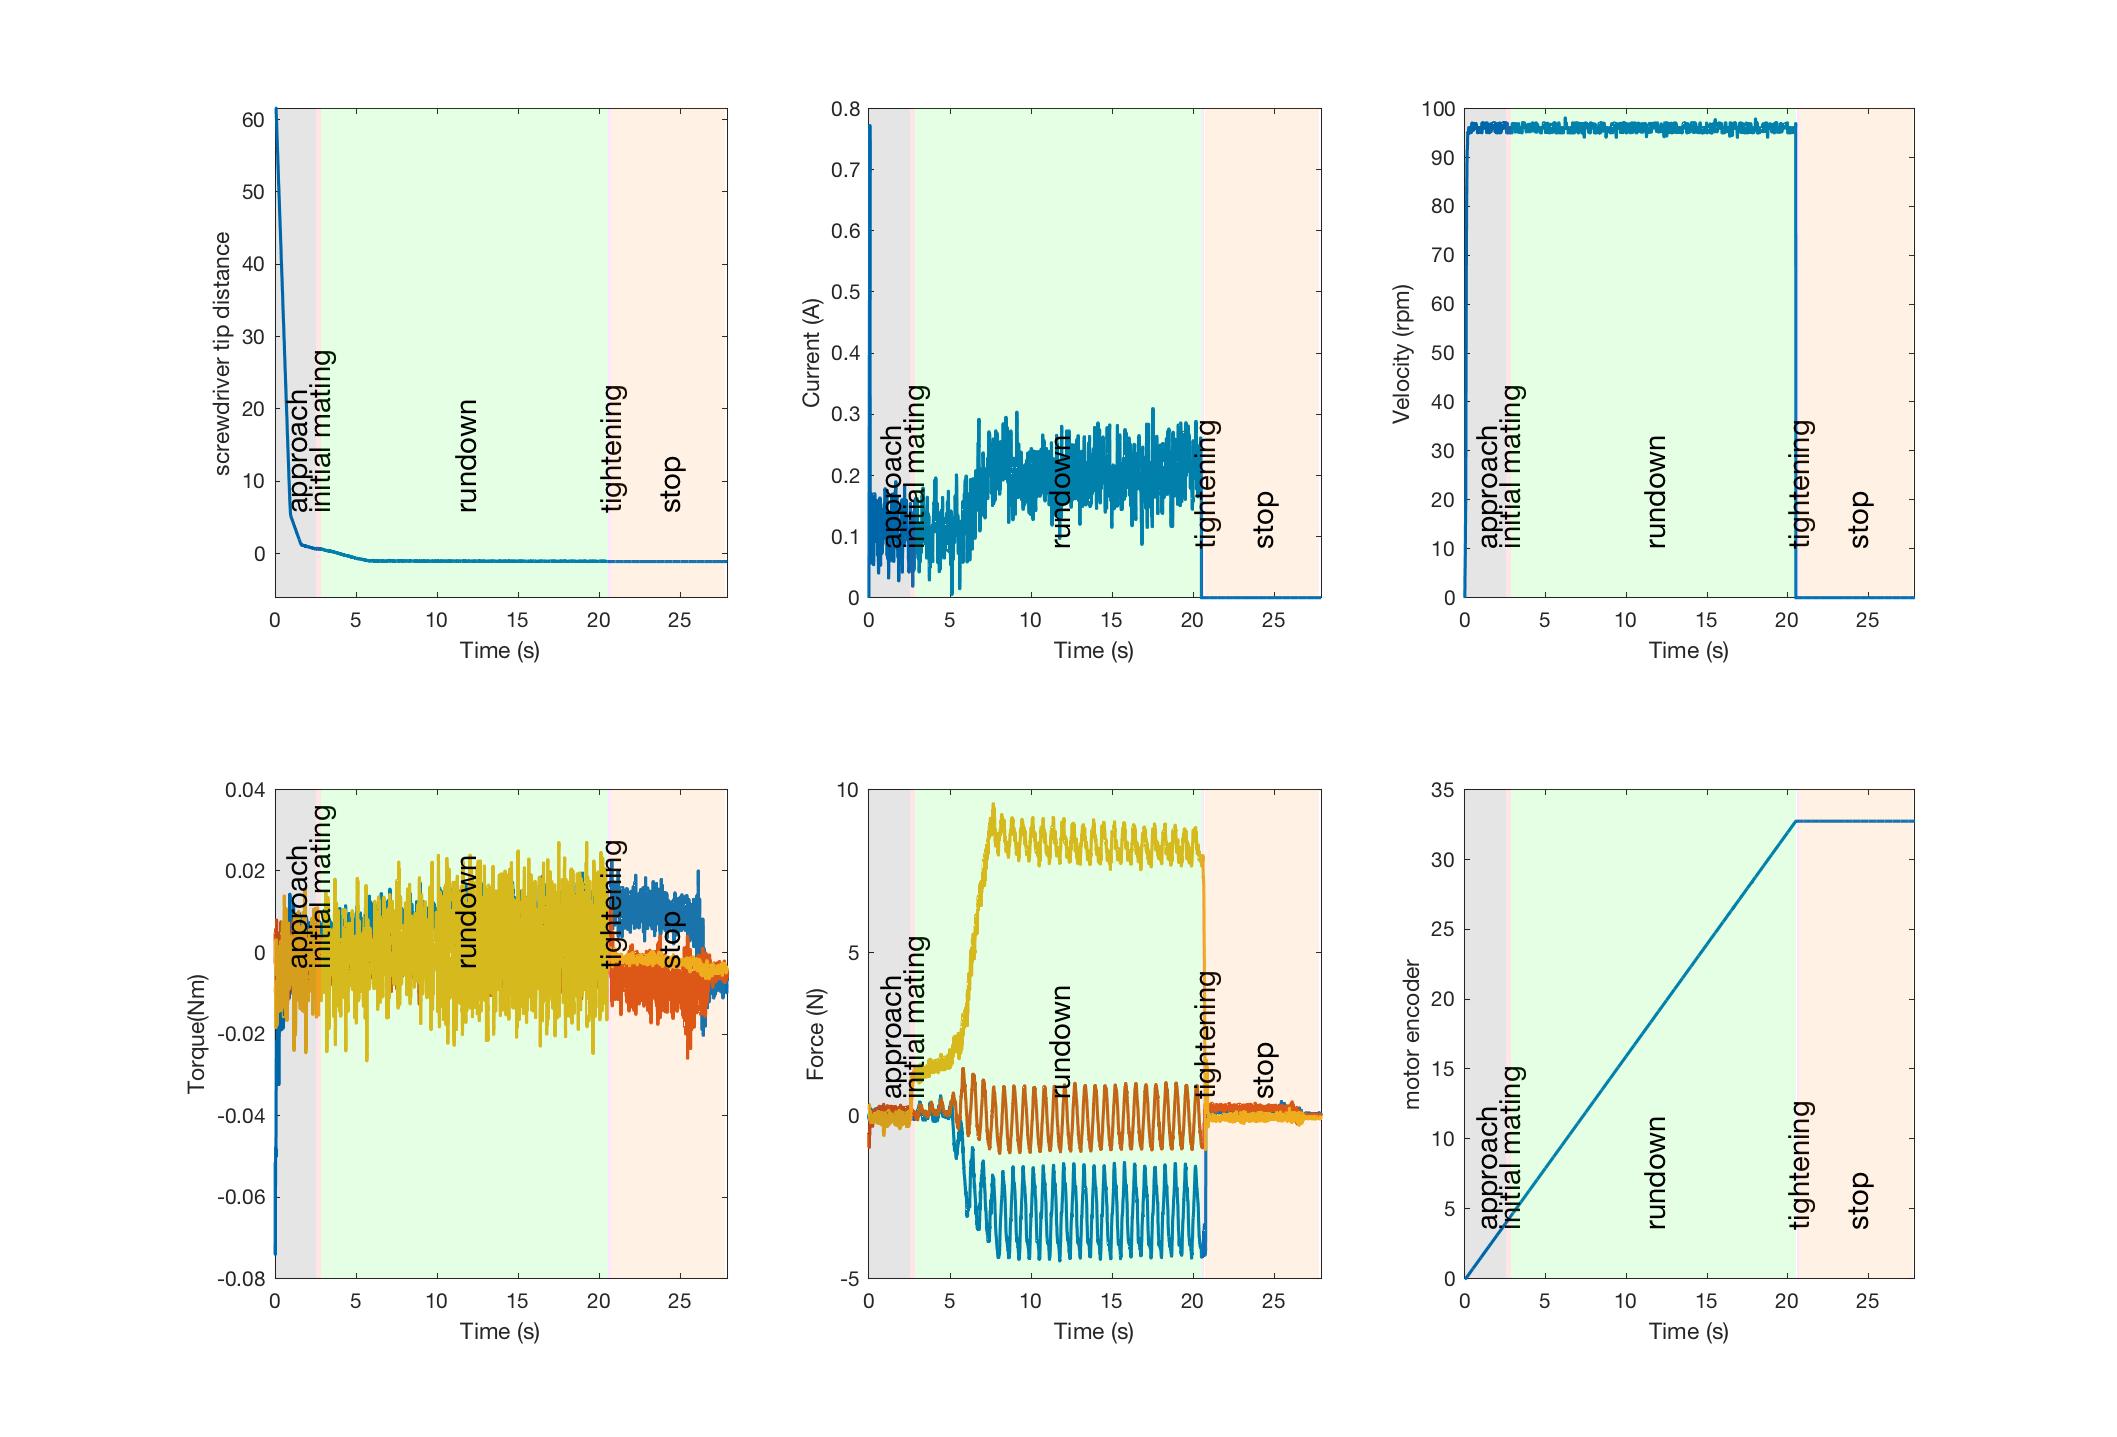 60
50
40
30
20
10
0
screwdriver tip distance
approach
initial mating
rundown
tightening
stop
0 5 10 15 20 25
Time (s)
0.8
0.7
0.6
0.5
0.4
0.3
0.2
0.1
0
Current (A)
approach
initial mating
rundown
tightening
stop
0 5 10 15 20 25
Time (s)
100
90
80
70
60
50
40
30
20
10
0
Velocity (rpm)
approach
initial mating
rundown
tightening
stop
0 5 10 15 20 25
Time (s)
0.04
0.02
0
-0.02
-0.04
-0.06
-0.08
Torque(Nm)
approach
initial mating
rundown
tightening
stop
0 5 10 15 20 25
Time (s)
10
5
0
-5
Force (N)
approach
initial mating
rundown
tightening
stop
0 5 10 15 20 25
Time (s)
35
30
25
20
15
10
5
0
motor encoder
approach
initial mating
rundown
tightening
stop
0 5 10 15 20 25
Time (s)